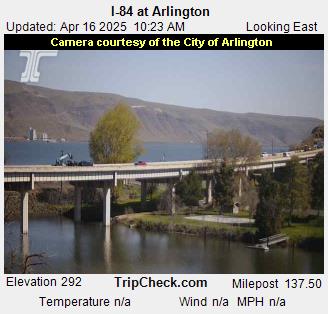 I-84 at Arlington
Updated: Apr 16 2025 10:23 AM Looking East
Camera courtesy of the City of Arlington
Elevation 292 TripCheck.com Milepost 137.50
Temperature n/a Wind n/a MPH n/a